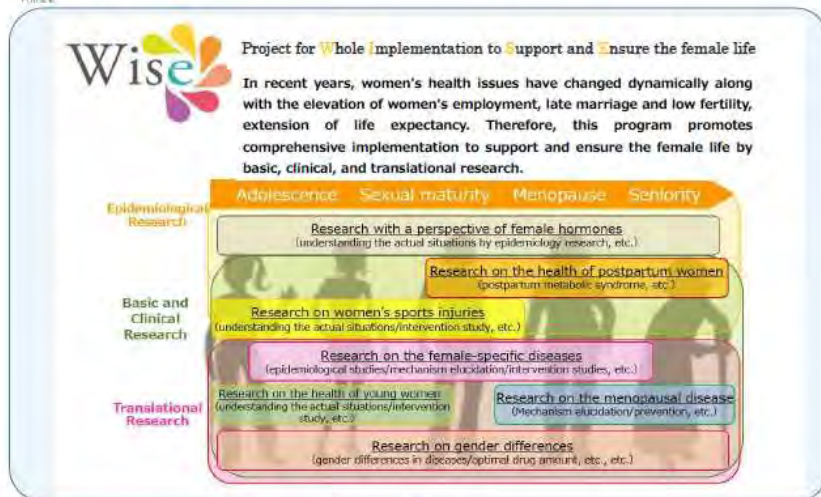 Wise
Project for Whole Implementation to Support and Ensure the female life
In recent years, women's health issues have changed dynamically along
with the elevation of women's employment, late marriage and low fertility,
extension of life expectancy. Therefore, this program promotes
comprehensive implementation to support and ensure the female life by
basic, clinical, and translational research.
Adolescence Sexual maturity Menopause Seniority
Epidemiological
Research
Research with a perspective of female hormones
(understanding the actual situations by epidemiology research, etc.)
Research on the health of postpartum women
(postpartum metabolic syndrome, etc.)
Basic and
Clinical
Research
Research on women's sports injuries
(understanding the actual situations/intervention study, etc.)
Research on the female-specific diseases
(epidemiological studies/mechanism elucidation/intervention studies, etc.)
Translational
Research
Research on the health of young women
(understanding the actual situations/intervention
study, etc.)
Research on the menopausal disease
(Mechanism elucidation/prevention, etc.)
Research on gender differences
(gender differences in diseases/optimal drug amount, etc., etc.)